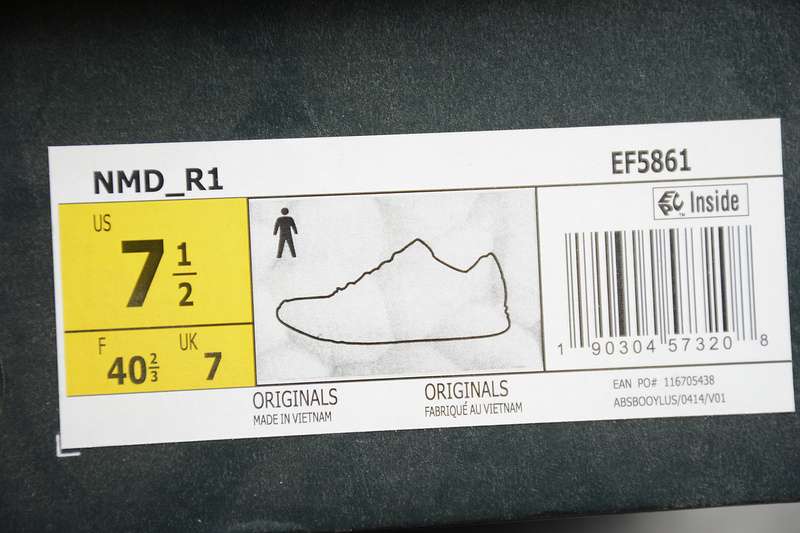 NMD_R1
EF5861
US
7 1/2
F 40 2/3
UK 7
Inside
™
1 90304 57320 8
ORIGINALS
MADE IN VIETNAM
ORIGINALS
FABRIQUÉ AU VIETNAM
EAN PO# 116705438
ABSBOOYLUS/0414/V01